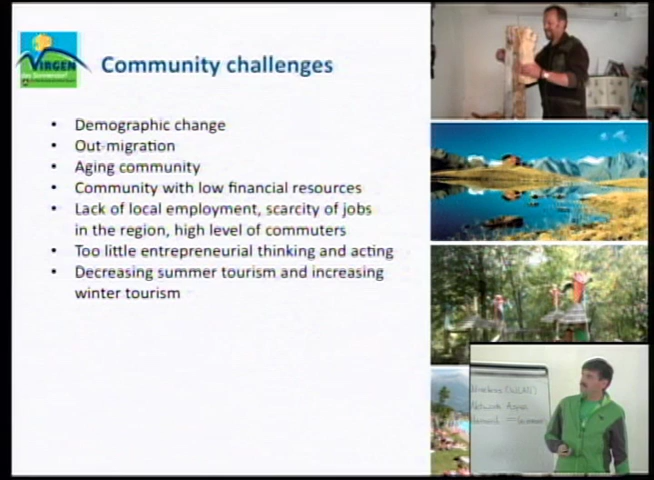 VIRGEN
Community challenges
• Demographic change
• Out-migration
• Aging community
• Community with low financial resources
• Lack of local employment, scarcity of jobs
in the region, high level of commuters
• Too little entrepreneurial thinking and acting
• Decreasing summer tourism and increasing
winter tourism
Network